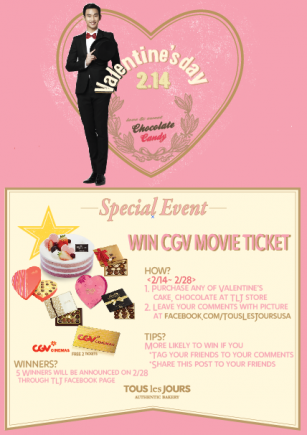 Valentine's day
2.14
Chocolate
Candy
Special Event
WIN CGV MOVIE TICKET
HOW?
<2/14~ 2/28>
1. PURCHASE ANY OF VALENTINE'S
CAKE, CHOCOLATE AT TLJ STORE
2. LEAVE YOUR COMMENTS WITH PICTURE
AT FACEBOOK.COM/TOUSLESJOURSUSA
TIPS?
MORE LIKELY TO WIN IF YOU
*TAG YOUR FRIENDS TO YOUR COMMENTS
*SHARE THIS POST TO YOUR FRIENDS
CGV CINEMAS
CGV CINEMAS
FREE 2 TICKETS
WINNERS?
5 WINNERS WILL BE ANNOUNCED ON 2/28
THROUGH TLJ FACEBOOK PAGE
TOUS les JOURS
AUTHENTIC BAKERY